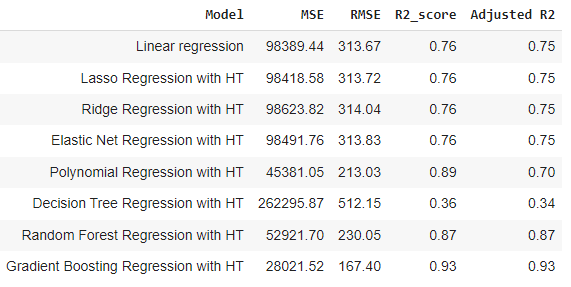 Model MSE RMSE R2_score Adjusted R2
Linear regression 98389.44 313.67 0.76 0.75
Lasso Regression with HT 98418.58 313.72 0.76 0.75
Ridge Regression with HT 98623.82 314.04 0.76 0.75
Elastic Net Regression with HT 98491.76 313.83 0.76 0.75
Polynomial Regression with HT 45381.05 213.03 0.89 0.70
Decision Tree Regression with HT 262295.87 512.15 0.36 0.34
Random Forest Regression with HT 52921.70 230.05 0.87 0.87
Gradient Boosting Regression with HT 28021.52 167.40 0.93 0.93